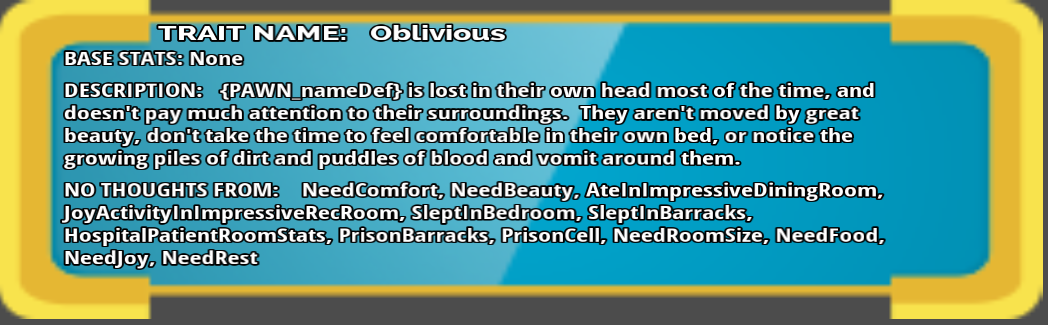 TRAIT NAME: Oblivious
BASE STATS: None
DESCRIPTION: {PAWN_nameDef} is lost in their own head most of the time, and
doesn't pay much attention to their surroundings. They aren't moved by great
beauty, don't take the time to feel comfortable in their own bed, or notice the
growing piles of dirt and puddles of blood and vomit around them.
NO THOUGHTS FROM: NeedComfort, NeedBeauty, AteInImpressiveDiningRoom,
JoyActivityInImpressiveRecRoom, SleptInBedroom, SleptInBarracks,
HospitalPatientRoomStats, PrisonBarracks, PrisonCell, NeedRoomSize, NeedFood,
NeedJoy, NeedRest